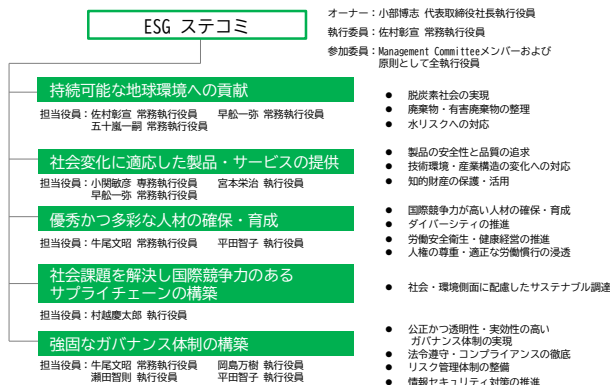 ESG ステコミ
オーナー：小部博志 代表取締役社長執行役員
執行委員：佐村彰宣 常務執行役員
参加委員：Management Committeeメンバーおよび
原則として全執行役員
持続可能な地球環境への貢献
担当役員：佐村彰宣 常務執行役員　早舩一弥 常務執行役員
五十嵐一嗣 常務執行役員
● 脱炭素社会の実現
● 廃棄物・有害廃棄物の整理
● 水リスクへの対応
社会変化に適応した製品・サービスの提供
担当役員：小関敏彦 専務執行役員　宮本栄治 執行役員
早舩一弥 常務執行役員
● 製品の安全性と品質の追求
● 技術環境・産業構造の変化への対応
● 知的財産の保護・活用
優秀かつ多彩な人材の確保・育成
担当役員：牛尾文昭 常務執行役員　平田智子 執行役員
● 国際競争力が高い人材の確保・育成
● ダイバーシティの推進
● 労働安全衛生・健康経営の推進
● 人権の尊重・適正な労働慣行の浸透
社会課題を解決し国際競争力のある
サプライチェーンの構築
担当役員：村越慶太郎 執行役員
● 社会・環境側面に配慮したサステナブル調達
強固なガバナンス体制の構築
担当役員：牛尾文昭 常務執行役員　岡島万樹 執行役員
瀬田智則 執行役員　平田智子 執行役員
● 公正かつ透明性・実効性の高い
ガバナンス体制の実現
● 法令遵守・コンプライアンスの徹底
● リスク管理体制の整備
● 情報セキュリティ対策の推進